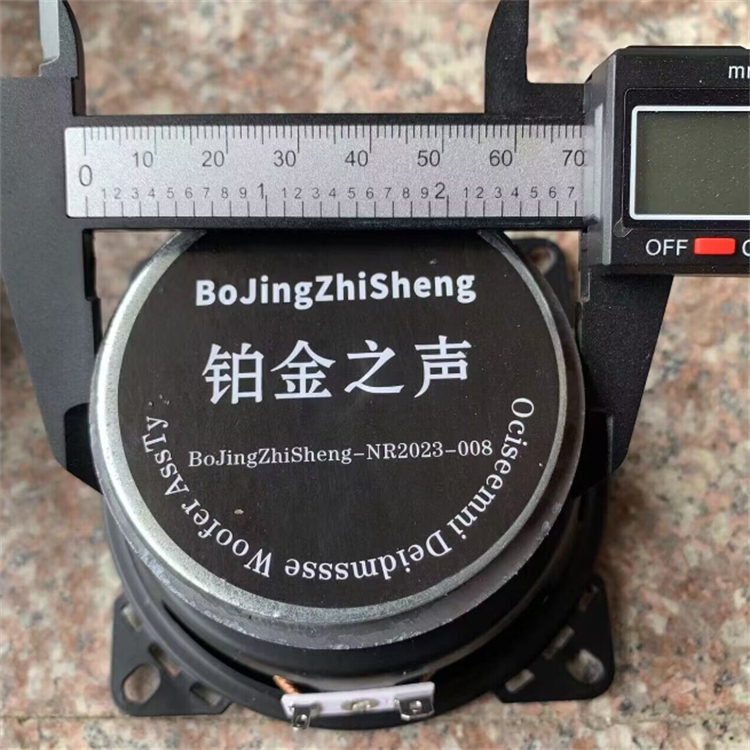 mm
0 10 20 30 40 50 60 70
1 2 3 4 5 6 7 8 9 1 1 2 3 4 5 6 7 8 9 2 1 2 3 4 5 6 7
OFF
BoJingZhiSheng
铂金之声
BoJingZhiSheng-NR2023-008
Ociseemni Deidmssse Woofer AssTy.